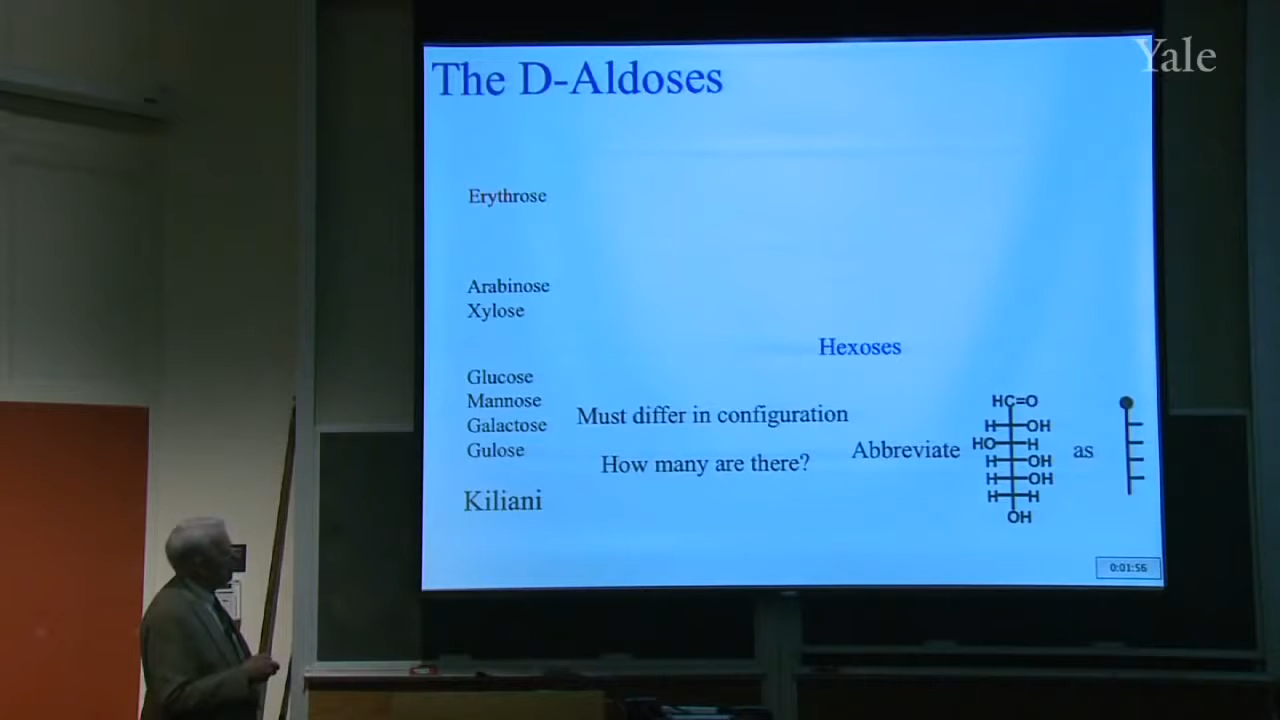 Yale
The D-Aldoses
Erythrose
Arabinose
Xylose
Hexoses
Glucose
Mannose
Galactose
Gulose
Must differ in configuration
How many are there?
Abbreviate
HC=O
H OH
HO H
H OH
H OH
H H
OH
as
Kiliani
0:01:56